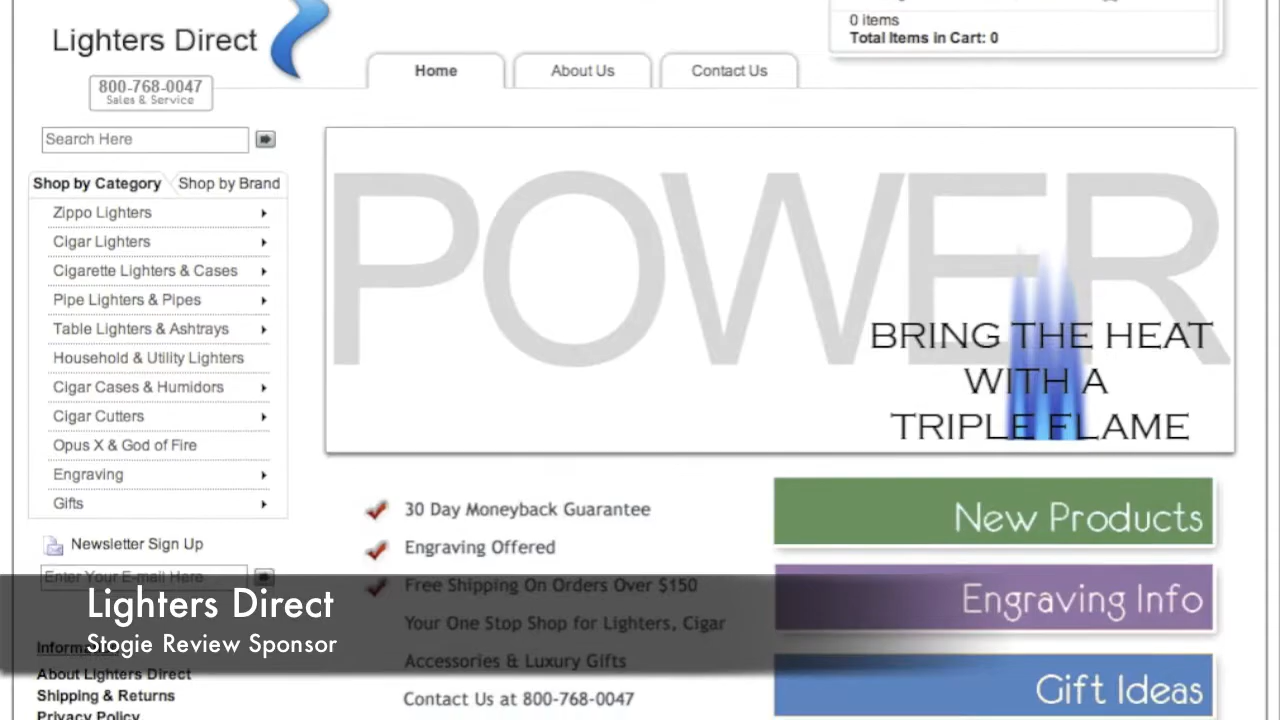 Lighters Direct
800-768-0047
Sales & Service
0 items
Total Items in Cart: 0
Home
About Us
Contact Us
Search Here
Shop by Category
Shop by Brand
Zippo Lighters
Cigar Lighters
Cigarette Lighters & Cases
Pipe Lighters & Pipes
Table Lighters & Ashtrays
Household & Utility Lighters
Cigar Cases & Humidors
Cigar Cutters
Opus X & God of Fire
Engraving
Gifts
Newsletter Sign Up
Enter Your E-mail Here
POWER
BRING THE HEAT
WITH A
TRIPLE FLAME
30 Day Moneyback Guarantee
Engraving Offered
Free Shipping On Orders Over $150
Your One Stop Shop for Lighters, Cigar
Accessories & Luxury Gifts
Contact Us at 800-768-0047
New Products
Engraving Info
Gift Ideas
Lighters Direct
Stogie Review Sponsor
About Lighters Direct
Shipping & Returns
Privacy Policy